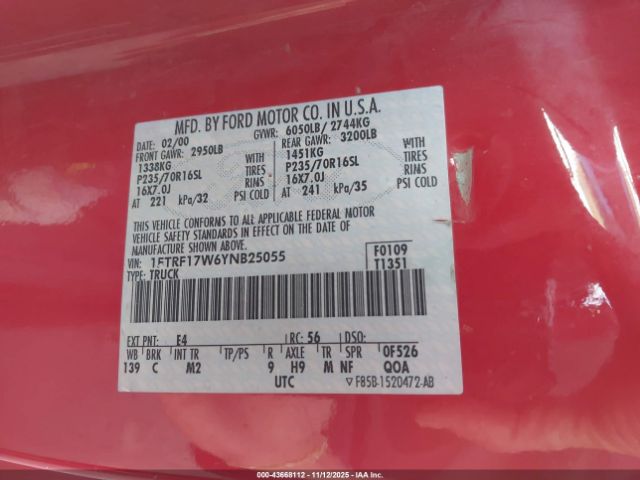 MFD. BY FORD MOTOR CO. IN U.S.A.
DATE: 02/00 GVWR: 6050LB/ 2744KG
FRONT GAWR: 2950LB REAR GAWR: 3200LB
1338KG WITH 1451KG WITH
P235/70R16SL TIRES P235/70R16SL TIRES
16X7.0J RIMS 16X7.0J RIMS
AT 221 kPa/32 PSI COLD AT 241 kPa/35 PSI COLD
THIS VEHICLE CONFORMS TO ALL APPLICABLE FEDERAL MOTOR
VEHICLE SAFETY STANDARDS IN EFFECT ON THE DATE OF
MANUFACTURE SHOWN ABOVE.
VIN: 1FTRF17W6YNB25055 F0109
TYPE: TRUCK T1351
EXT PNT: E4 RC: 56 DSO:
WB BRK INT TR TP/PS R AXLE TR SPR 0F526
139 C M2 9 H9 M NF QOA
UTC ▽ F85B-1520472-AB
000-43668112 - 11/12/2025 - IAAI.COM